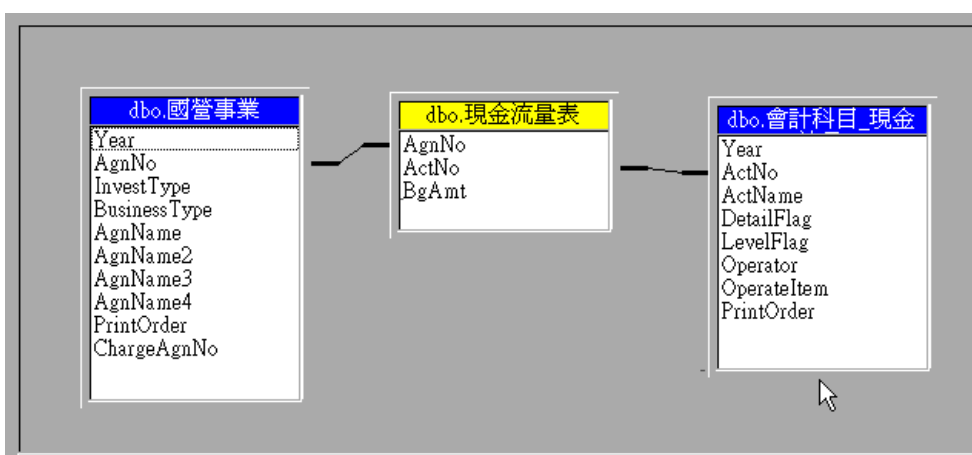 dbo.國營事業
Year
AgnNo
InvestType
BusinessType
AgnName
AgnName2
AgnName3
AgnName4
PrintOrder
ChargeAgnNo
dbo.現金流量表
AgnNo
ActNo
BgAmt
dbo.會計科目_現金
Year
ActNo
ActName
DetailFlag
LevelFlag
Operator
OperateItem
PrintOrder